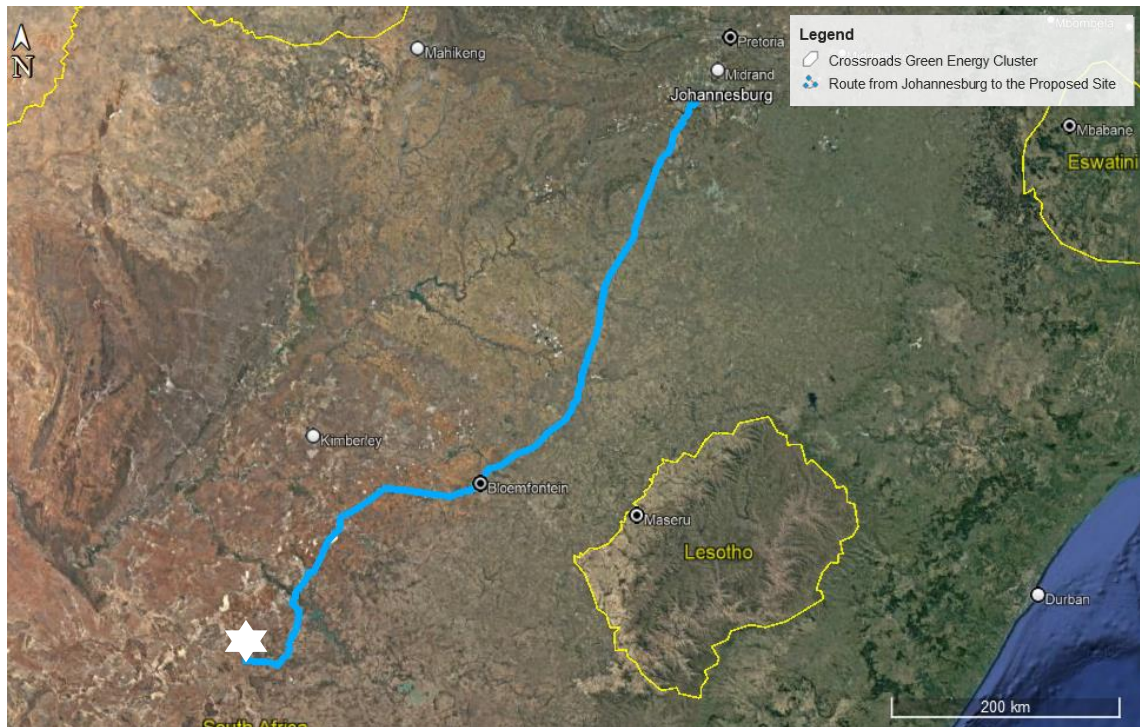 N
Mahikeng
Pretoria
Midrand
Johannesburg
Legend
Crossroads Green Energy Cluster
Route from Johannesburg to the Proposed Site
Mbombela
Mbabane
Eswatini
Kimberley
Bloemfontein
Maseru
Lesotho
Durban
South Africa
200 km